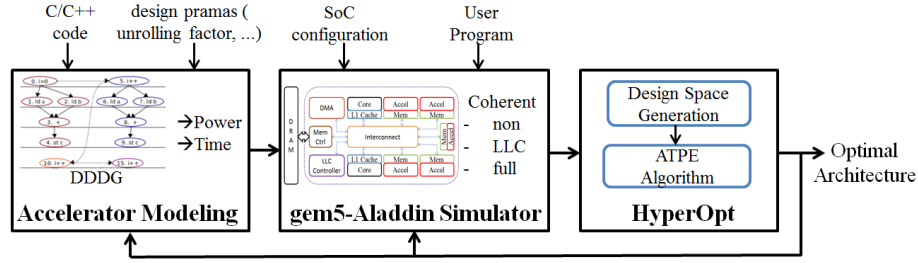 C/C++
code
design pramas (
unrolling factor, ...)
SoC
configuration
User
Program
0. i=0
5. i++
1. ld a
2. ld b
6. ld a
7. ld b
3. +
8. +
4. st c
9. st c
10. i++
15. i++
DDDG
Power
Time
Accelerator Modeling
D
R
A
M
DMA
Mem
Ctrl
LLC
Controller
Core
L1 Cache
Accel
Mem
Accel
Mem
Interconnect
Mem
Accel
L1 Cache
Core
Mem
Accel
Mem
Accel
Coherent
- non
- LLC
- full
gem5-Aladdin Simulator
Design Space
Generation
ATPE
Algorithm
HyperOpt
Optimal
Architecture